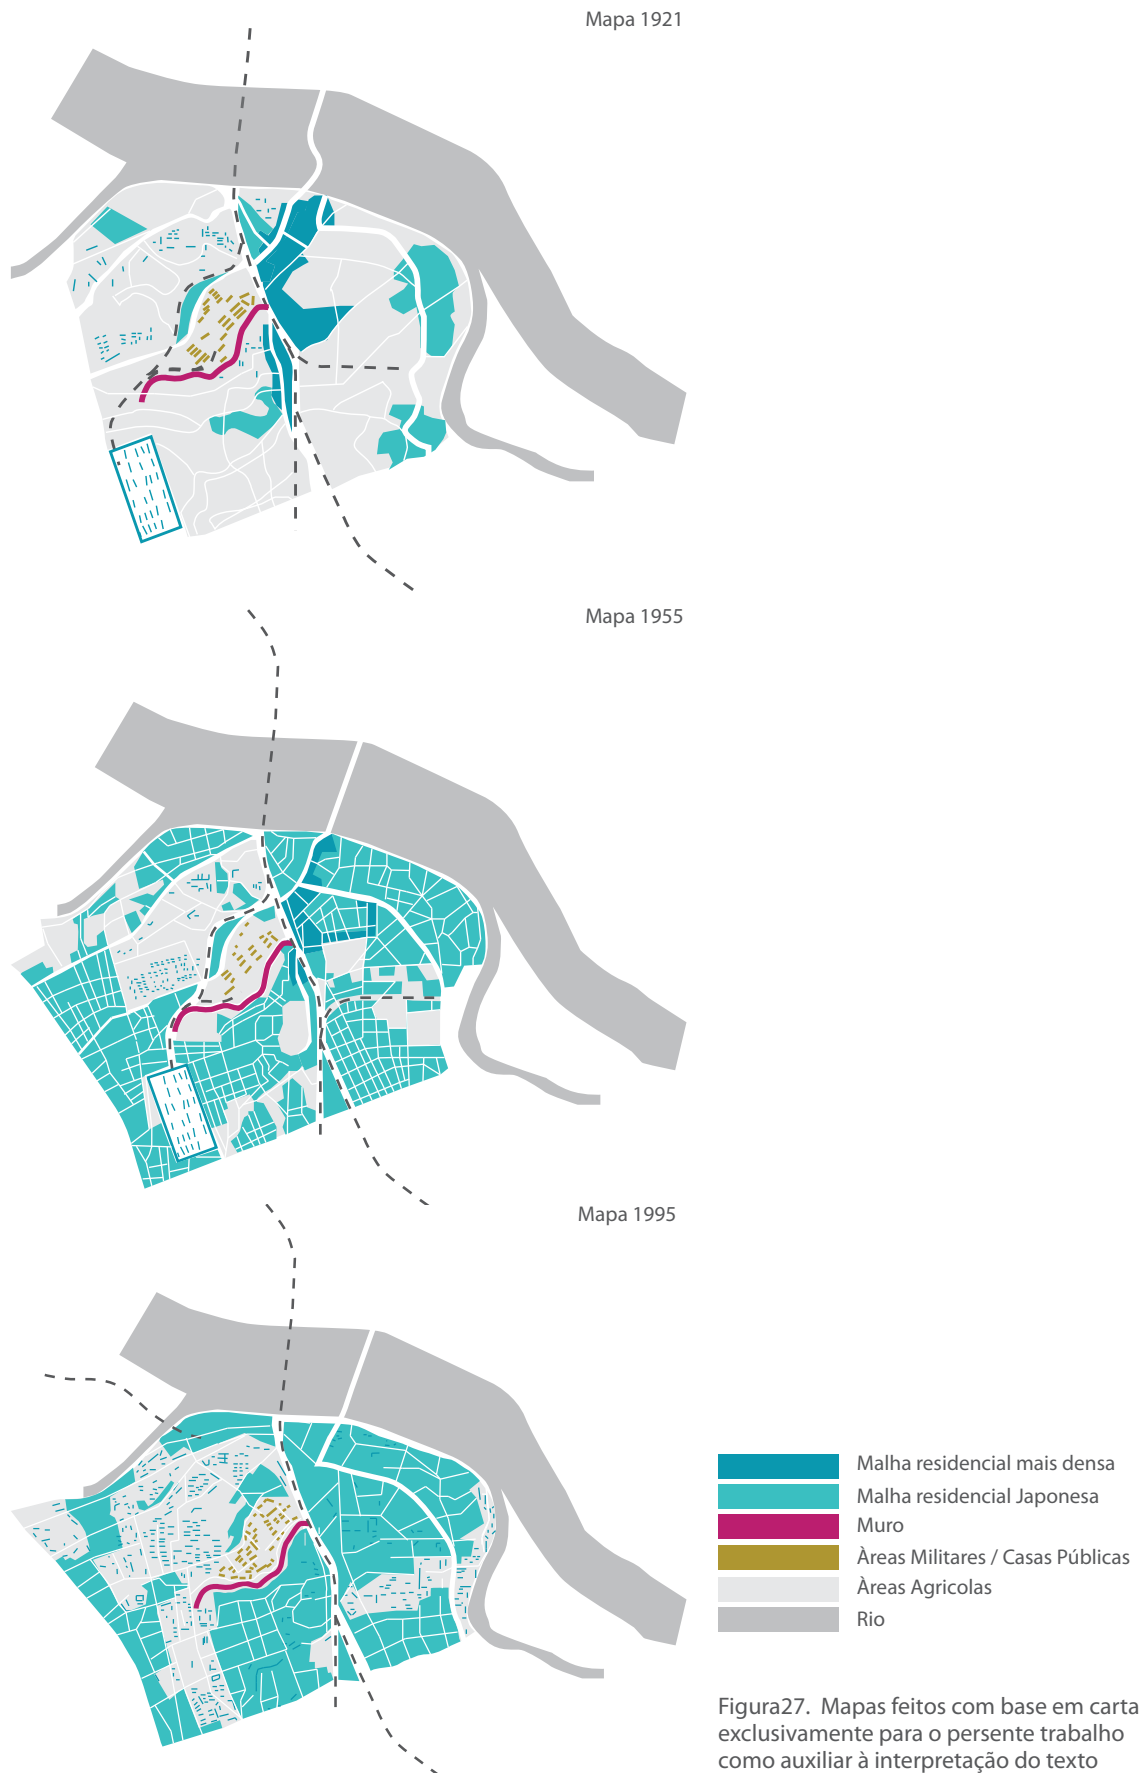 Mapa 1921
Mapa 1955
Mapa 1995
Malha residencial mais densa
Malha residencial Japonesa
Muro
Àreas Militares / Casas Públicas
Àreas Agricolas
Rio
Figura27. Mapas feitos com base em carta
exclusivamente para o persente trabalho
como auxiliar à interpretação do texto